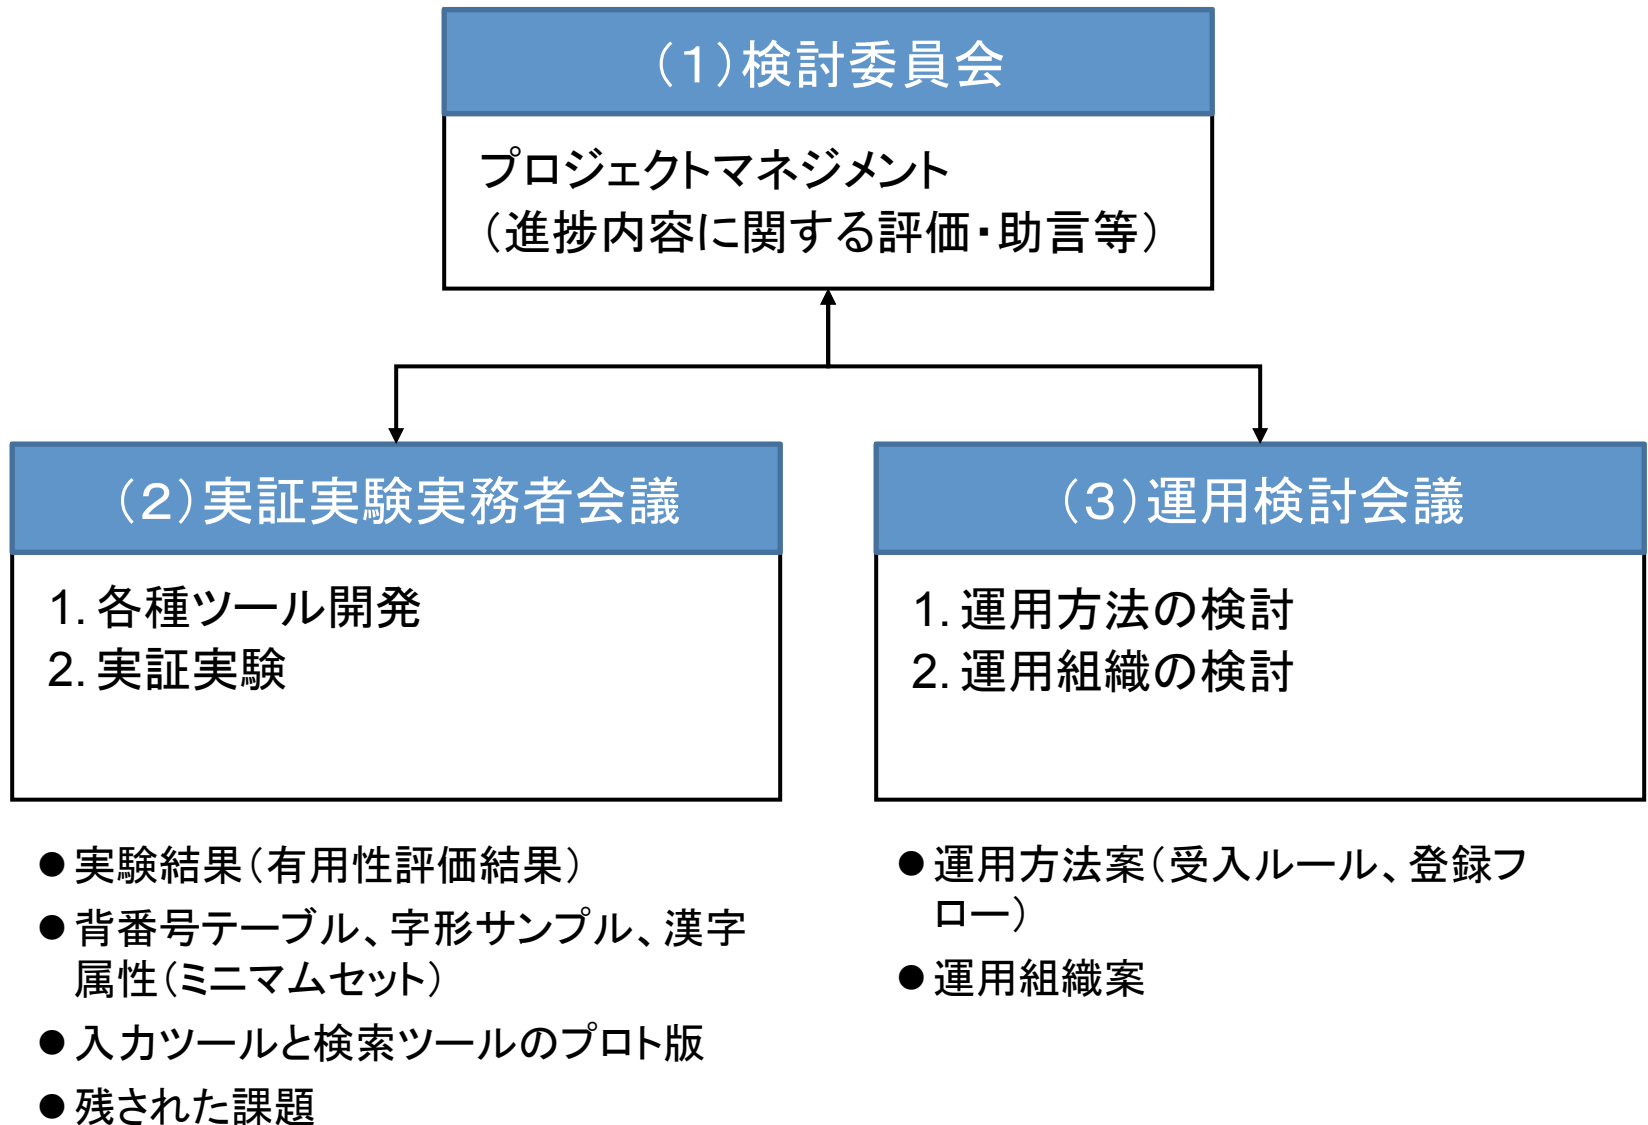 （１）検討委員会
プロジェクトマネジメント
（進捗内容に関する評価・助言等）
（２）実証実験実務者会議
1. 各種ツール開発
2. 実証実験
（３）運用検討会議
1. 運用方法の検討
2. 運用組織の検討
● 実験結果（有用性評価結果）
● 背番号テーブル、字形サンプル、漢字
属性（ミニマムセット）
● 入力ツールと検索ツールのプロト版
● 残された課題
● 運用方法案（受入ルール、登録フ
ロー）
● 運用組織案